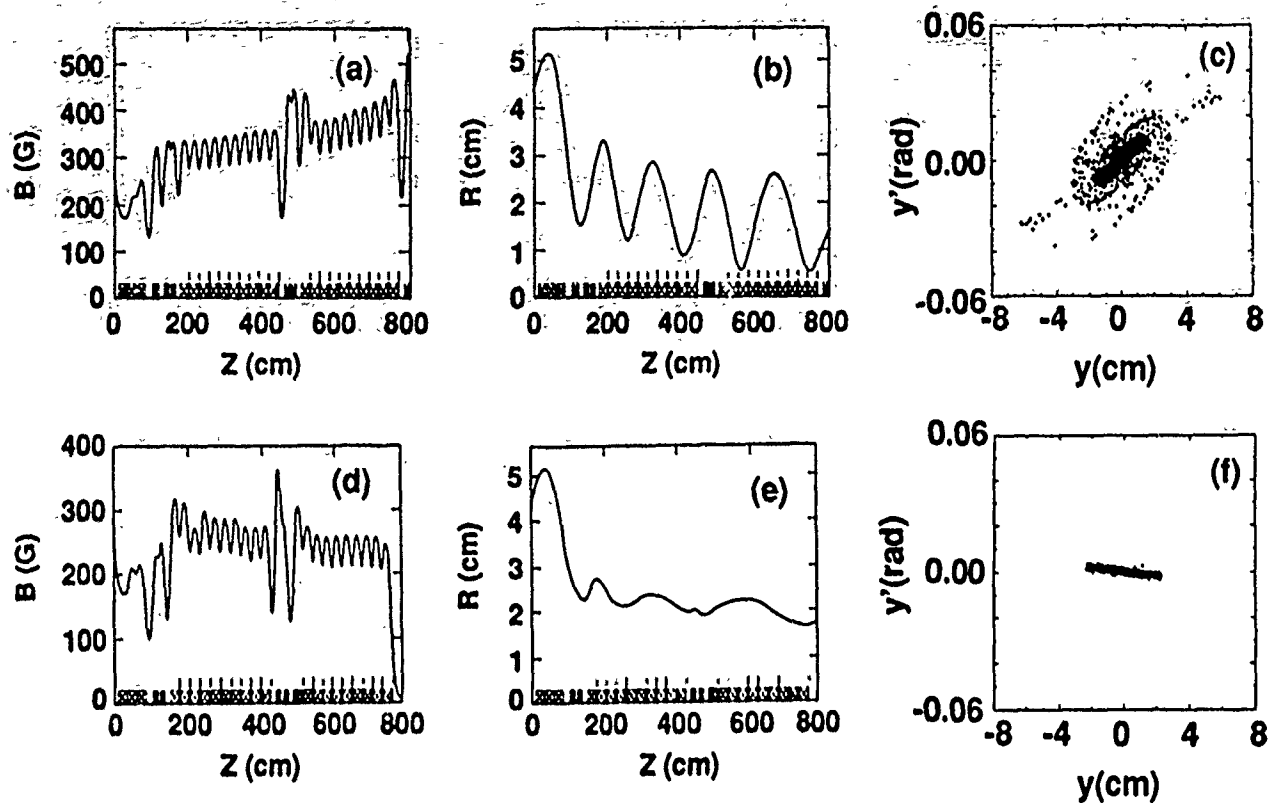 (a)
B (G)
500
400
300
200
100
0
0 200 400 600 800
Z (cm)
(b)
R (cm)
5
4
3
2
1
0
0 200 400 600 800
Z (cm)
(c)
y'(rad)
0.06
0.00
-0.06
-8 -4 0 4 8
y(cm)
(d)
B (G)
400
300
200
100
0
0 200 400 600 800
Z (cm)
(e)
R (cm)
5
4
3
2
1
0
0 200 400 600 800
Z (cm)
(f)
y'(rad)
0.06
0.00
-0.06
-8 -4 0 4 8
y(cm)